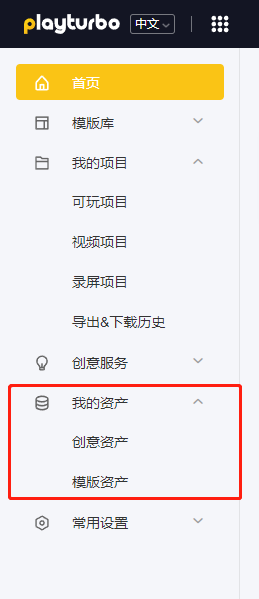 playturbo 中文
首页
模版库
我的项目
可玩项目
视频项目
录屏项目
导出&下载历史
创意服务
我的资产
创意资产
模版资产
常用设置